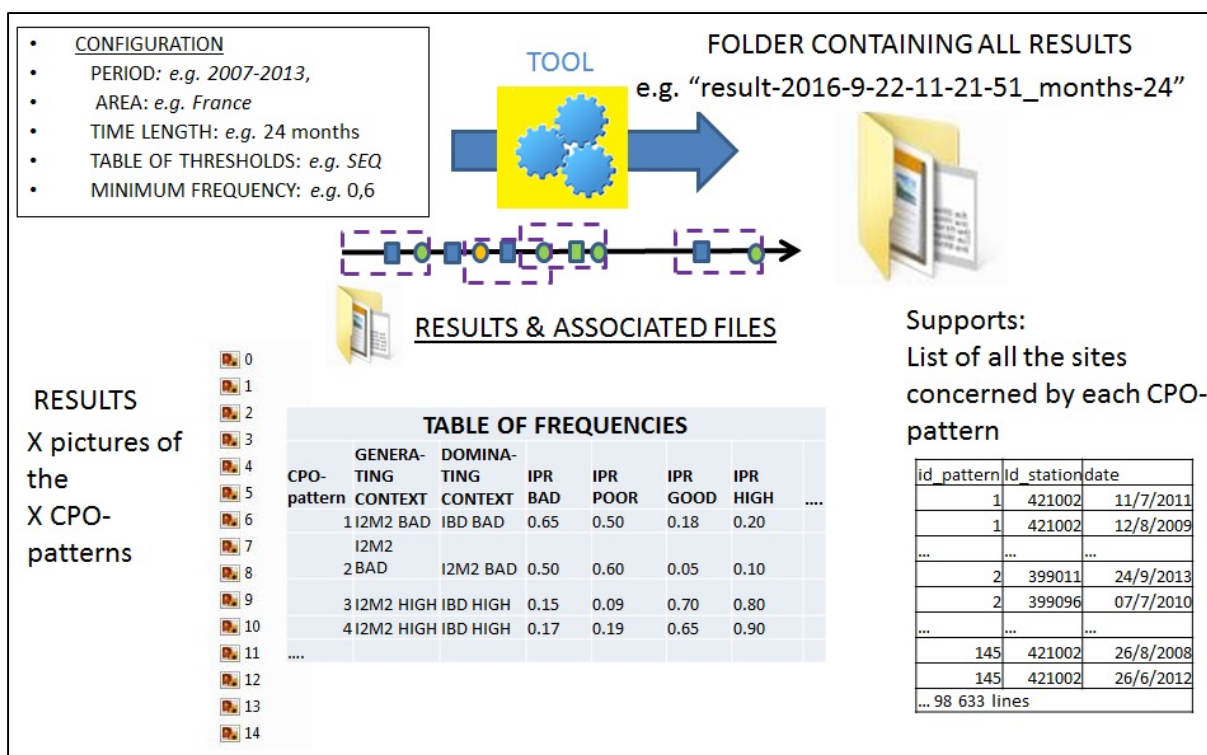 CONFIGURATION
PERIOD: e.g. 2007-2013,
AREA: e.g. France
TIME LENGTH: e.g. 24 months
TABLE OF THRESHOLDS: e.g. SEQ
MINIMUM FREQUENCY: e.g. 0,6
TOOL
FOLDER CONTAINING ALL RESULTS
e.g. “result-2016-9-22-11-21-51_months-24”
RESULTS & ASSOCIATED FILES
RESULTS
X pictures of
the
X CPO-
patterns
0
1
2
3
4
5
6
7
8
9
10
11
12
13
14
TABLE OF FREQUENCIES
CPO-pattern GENERA-TING CONTEXT DOMINA-TING CONTEXT IPR BAD IPR POOR IPR GOOD IPR HIGH ....
1 I2M2 BAD IBD BAD 0.65 0.50 0.18 0.20
2 I2M2 BAD I2M2 BAD 0.50 0.60 0.05 0.10
3 I2M2 HIGH IBD HIGH 0.15 0.09 0.70 0.80
4 I2M2 HIGH IBD HIGH 0.17 0.19 0.65 0.90
....
Supports:
List of all the sites
concerned by each CPO-
pattern
id_pattern Id_station date
1 421002 11/7/2011
1 421002 12/8/2009
... ... ...
2 399011 24/9/2013
2 399096 07/7/2010
... ... ...
145 421002 26/8/2008
145 421002 26/6/2012
... 98 633 lines